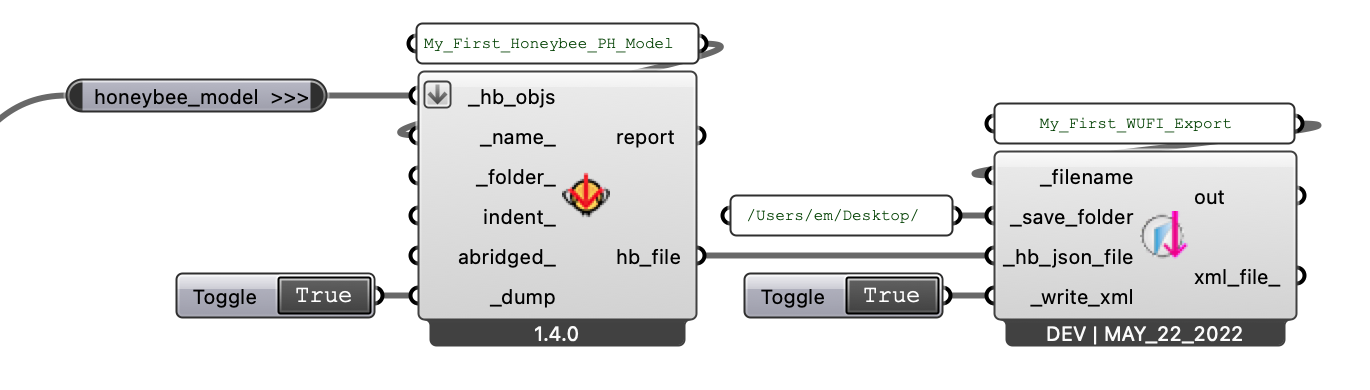 My_First_Honeybee_PH_Model
honeybee_model >>>
_hb_objs
_name_
report
_folder_
indent_
abridged_
hb_file
_dump
Toggle True
1.4.0
My_First_WUFI_Export
_filename
out
/Users/em/Desktop/
_save_folder
_hb_json_file
xml_file_
Toggle True
_write_xml
DEV | MAY_22_2022